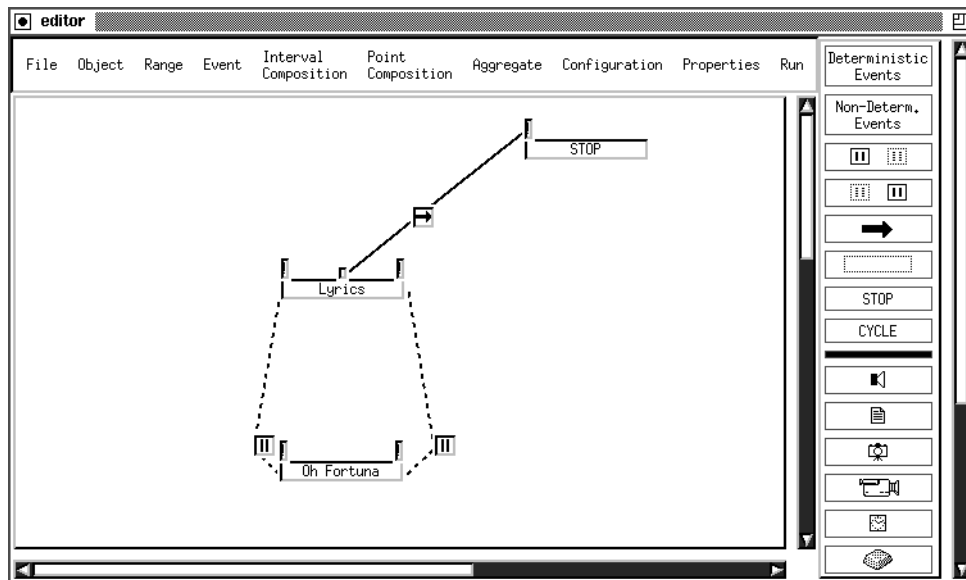 editor
File Object Range Event Interval Composition Point Composition Aggregate Configuration Properties Run
Deterministic
Events
Non-Determ.
Events
STOP
Lyrics
Oh Fortuna
STOP
CYCLE